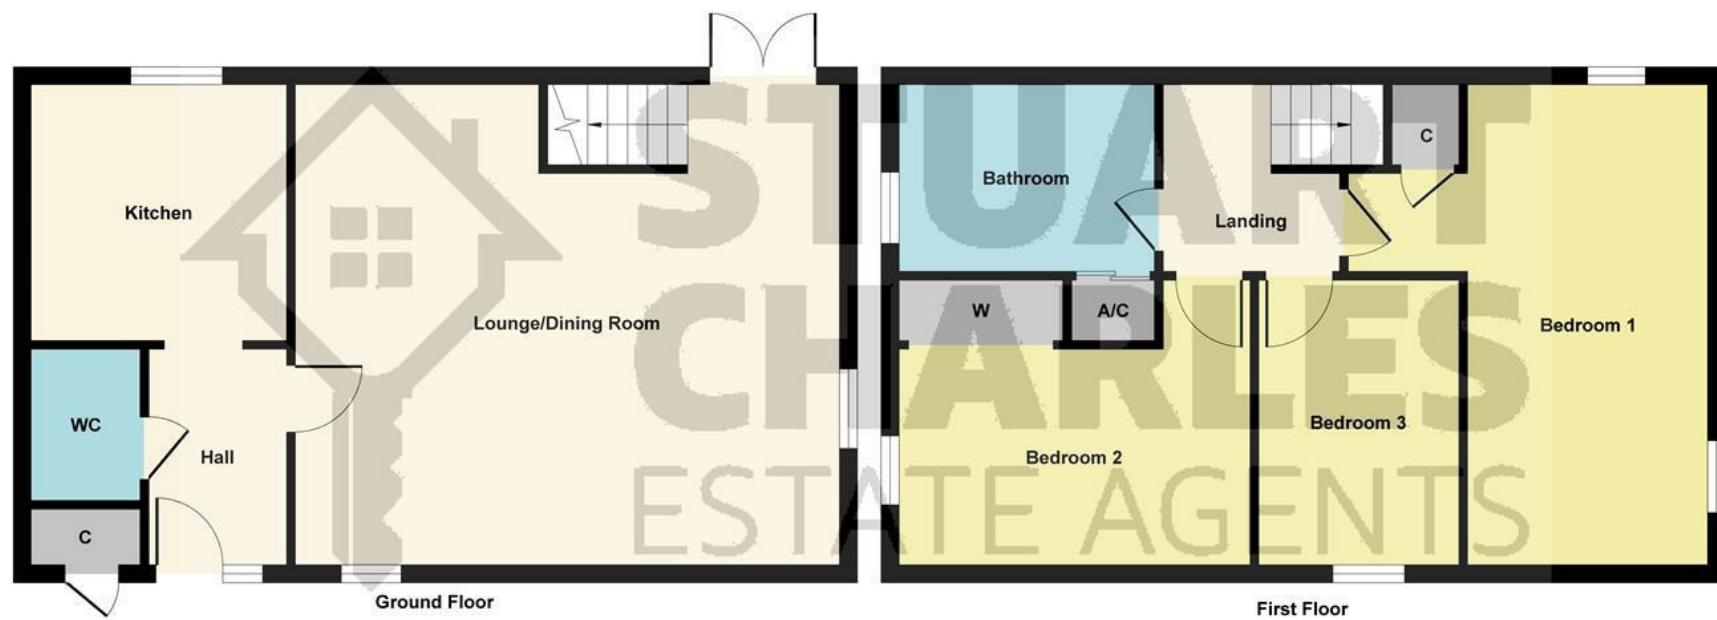 Kitchen
Lounge/Dining Room
WC
Hall
C
Ground Floor
Bathroom
Landing
C
W
A/C
Bedroom 1
Bedroom 2
Bedroom 3
First Floor
STUART
CHARLES
ESTATE AGENTS